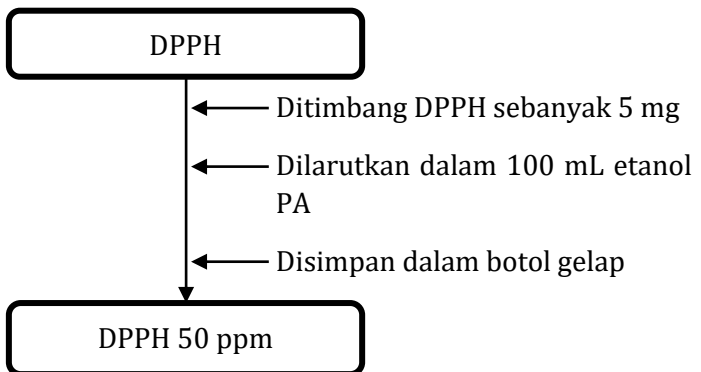 DPPH
Ditimbang DPPH sebanyak 5 mg
Dilarutkan dalam 100 mL etanol
PA
Disimpan dalam botol gelap
DPPH 50 ppm